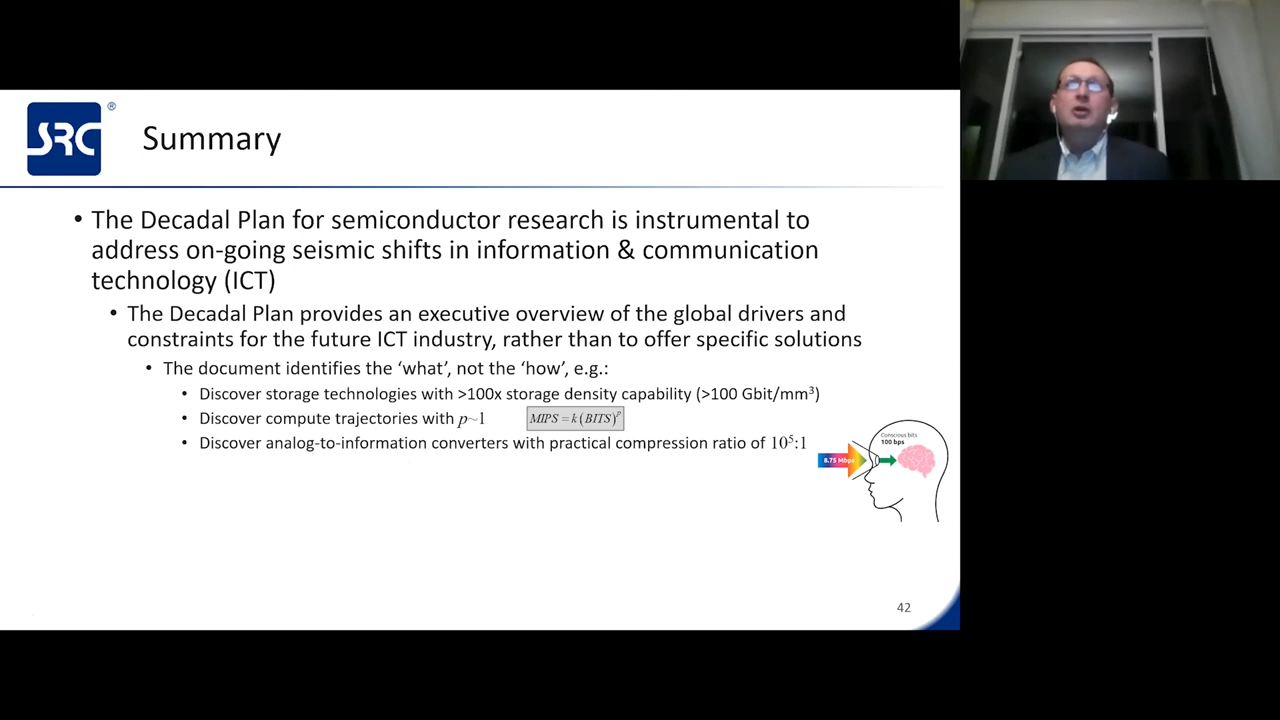 SRC ®
Summary
• The Decadal Plan for semiconductor research is instrumental to
address on-going seismic shifts in information & communication
technology (ICT)
• The Decadal Plan provides an executive overview of the global drivers and
constraints for the future ICT industry, rather than to offer specific solutions
• The document identifies the ‘what’, not the ‘how’, e.g.:
• Discover storage technologies with >100x storage density capability (>100 Gbit/mm³)
• Discover compute trajectories with p~1 MIPS = k(BITS)ᵖ
• Discover analog-to-information converters with practical compression ratio of 10⁵:1
Conscious bits
100 bps
8.75 Mbps
42